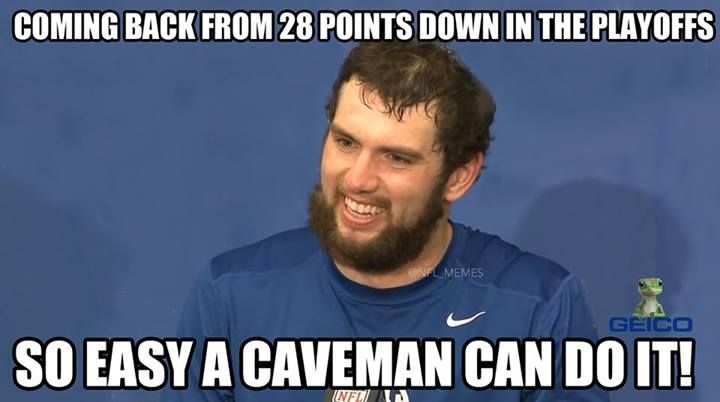 COMING BACK FROM 28 POINTS DOWN IN THE PLAYOFFS
@NFL_MEMES
GEICO
SO EASY A CAVEMAN CAN DO IT!
NFL